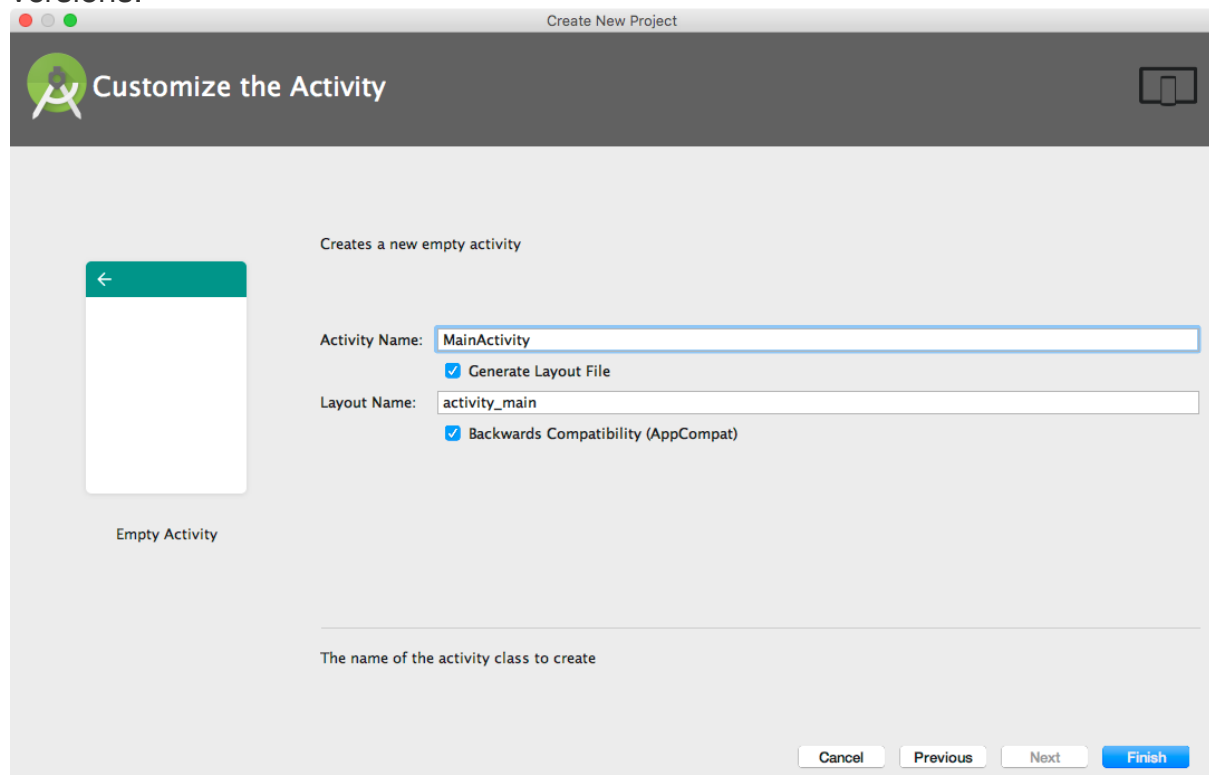 versions.
Create New Project
Customize the Activity
Creates a new empty activity
Activity Name: MainActivity
Generate Layout File
Layout Name: activity_main
Backwards Compatibility (AppCompat)
Empty Activity
The name of the activity class to create
Cancel Previous Next Finish